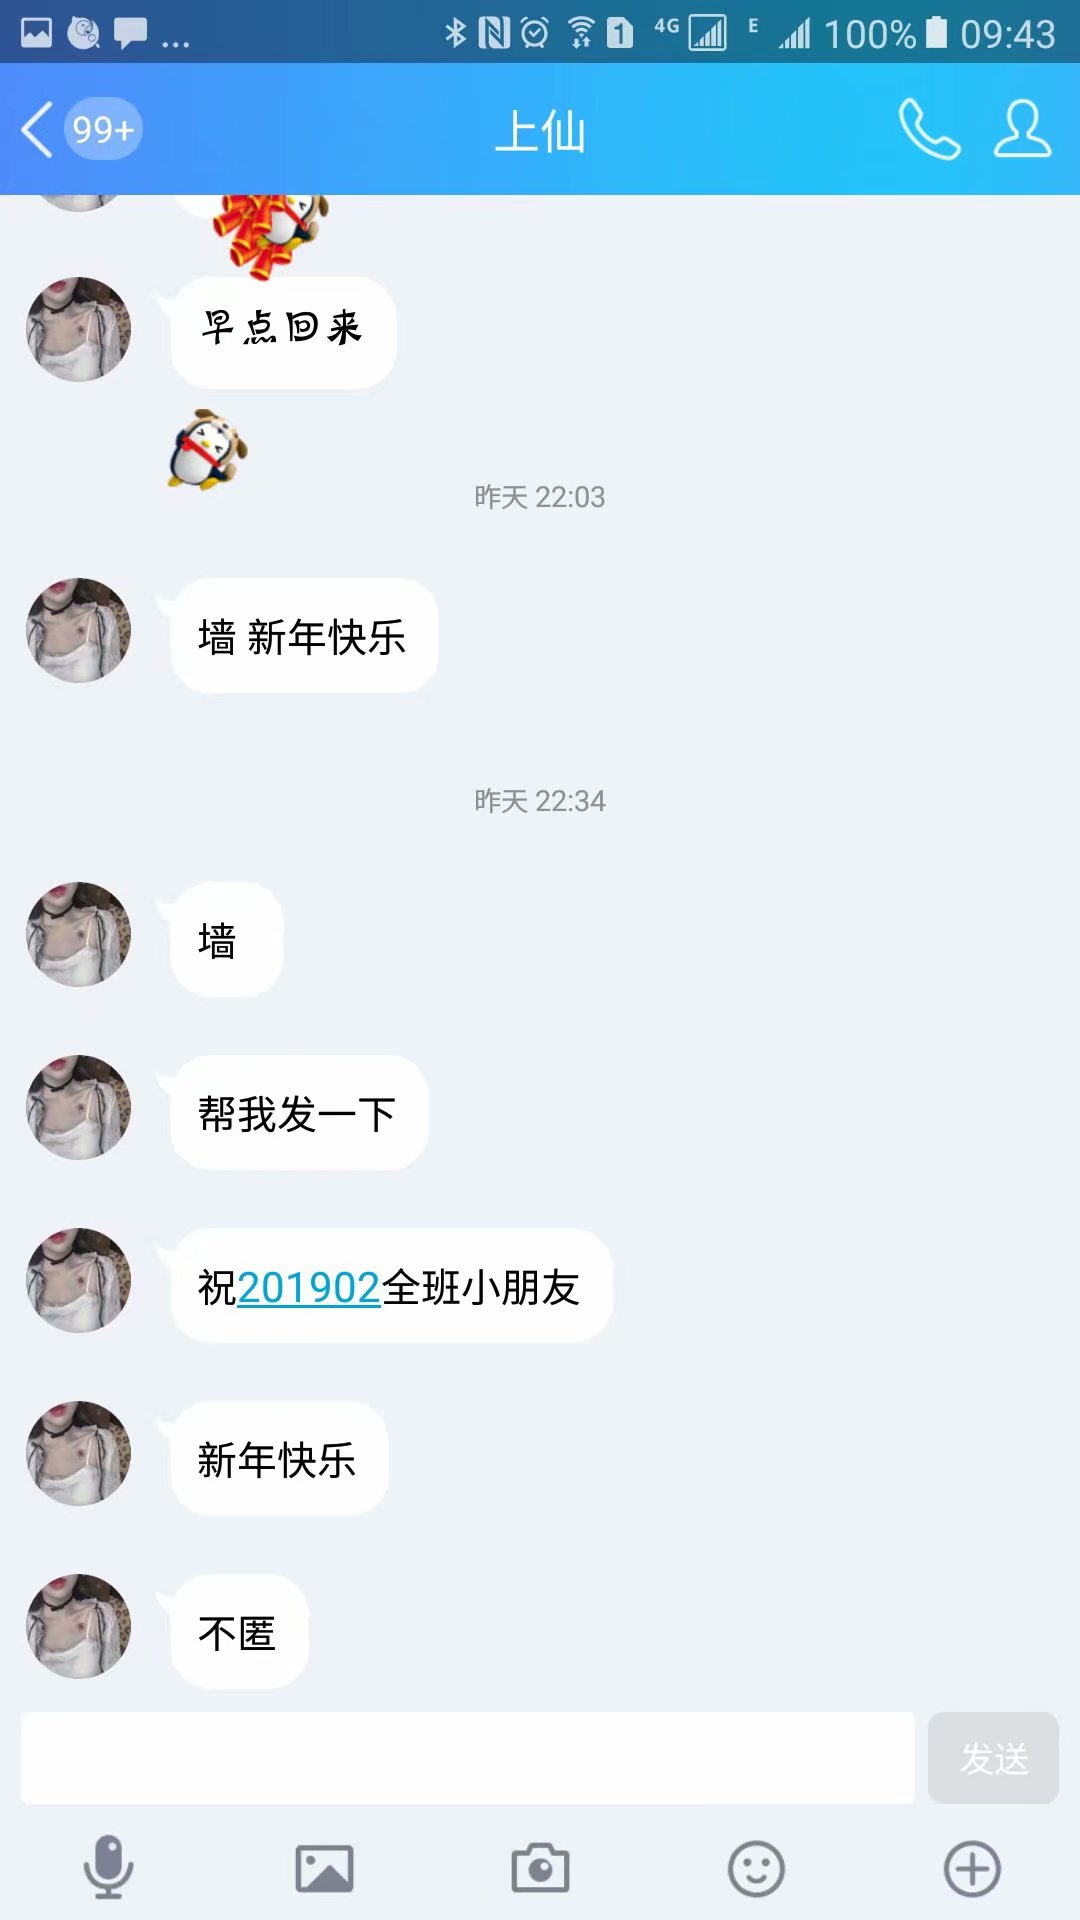 ... 1 4G E 100% 09:43
99+ 上仙
早点回来
昨天 22:03
墙 新年快乐
昨天 22:34
墙
帮我发一下
祝201902全班小朋友
新年快乐
不匿
发送